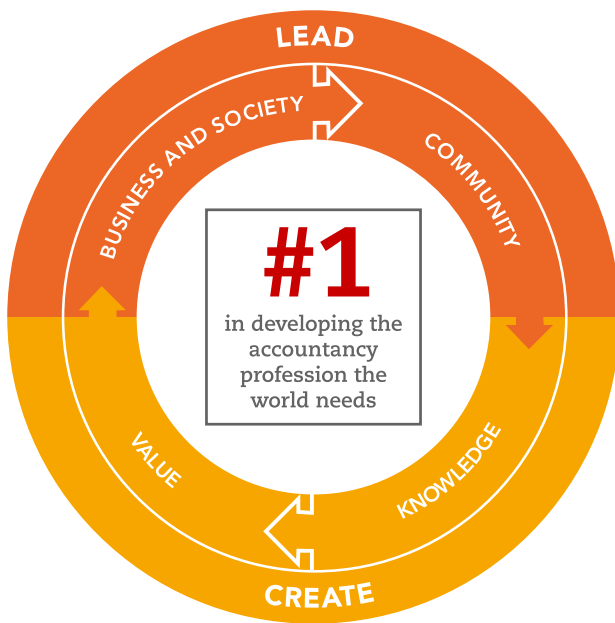 LEAD
BUSINESS AND SOCIETY
COMMUNITY
#1
in developing the
accountancy
profession the
world needs
VALUE
KNOWLEDGE
CREATE